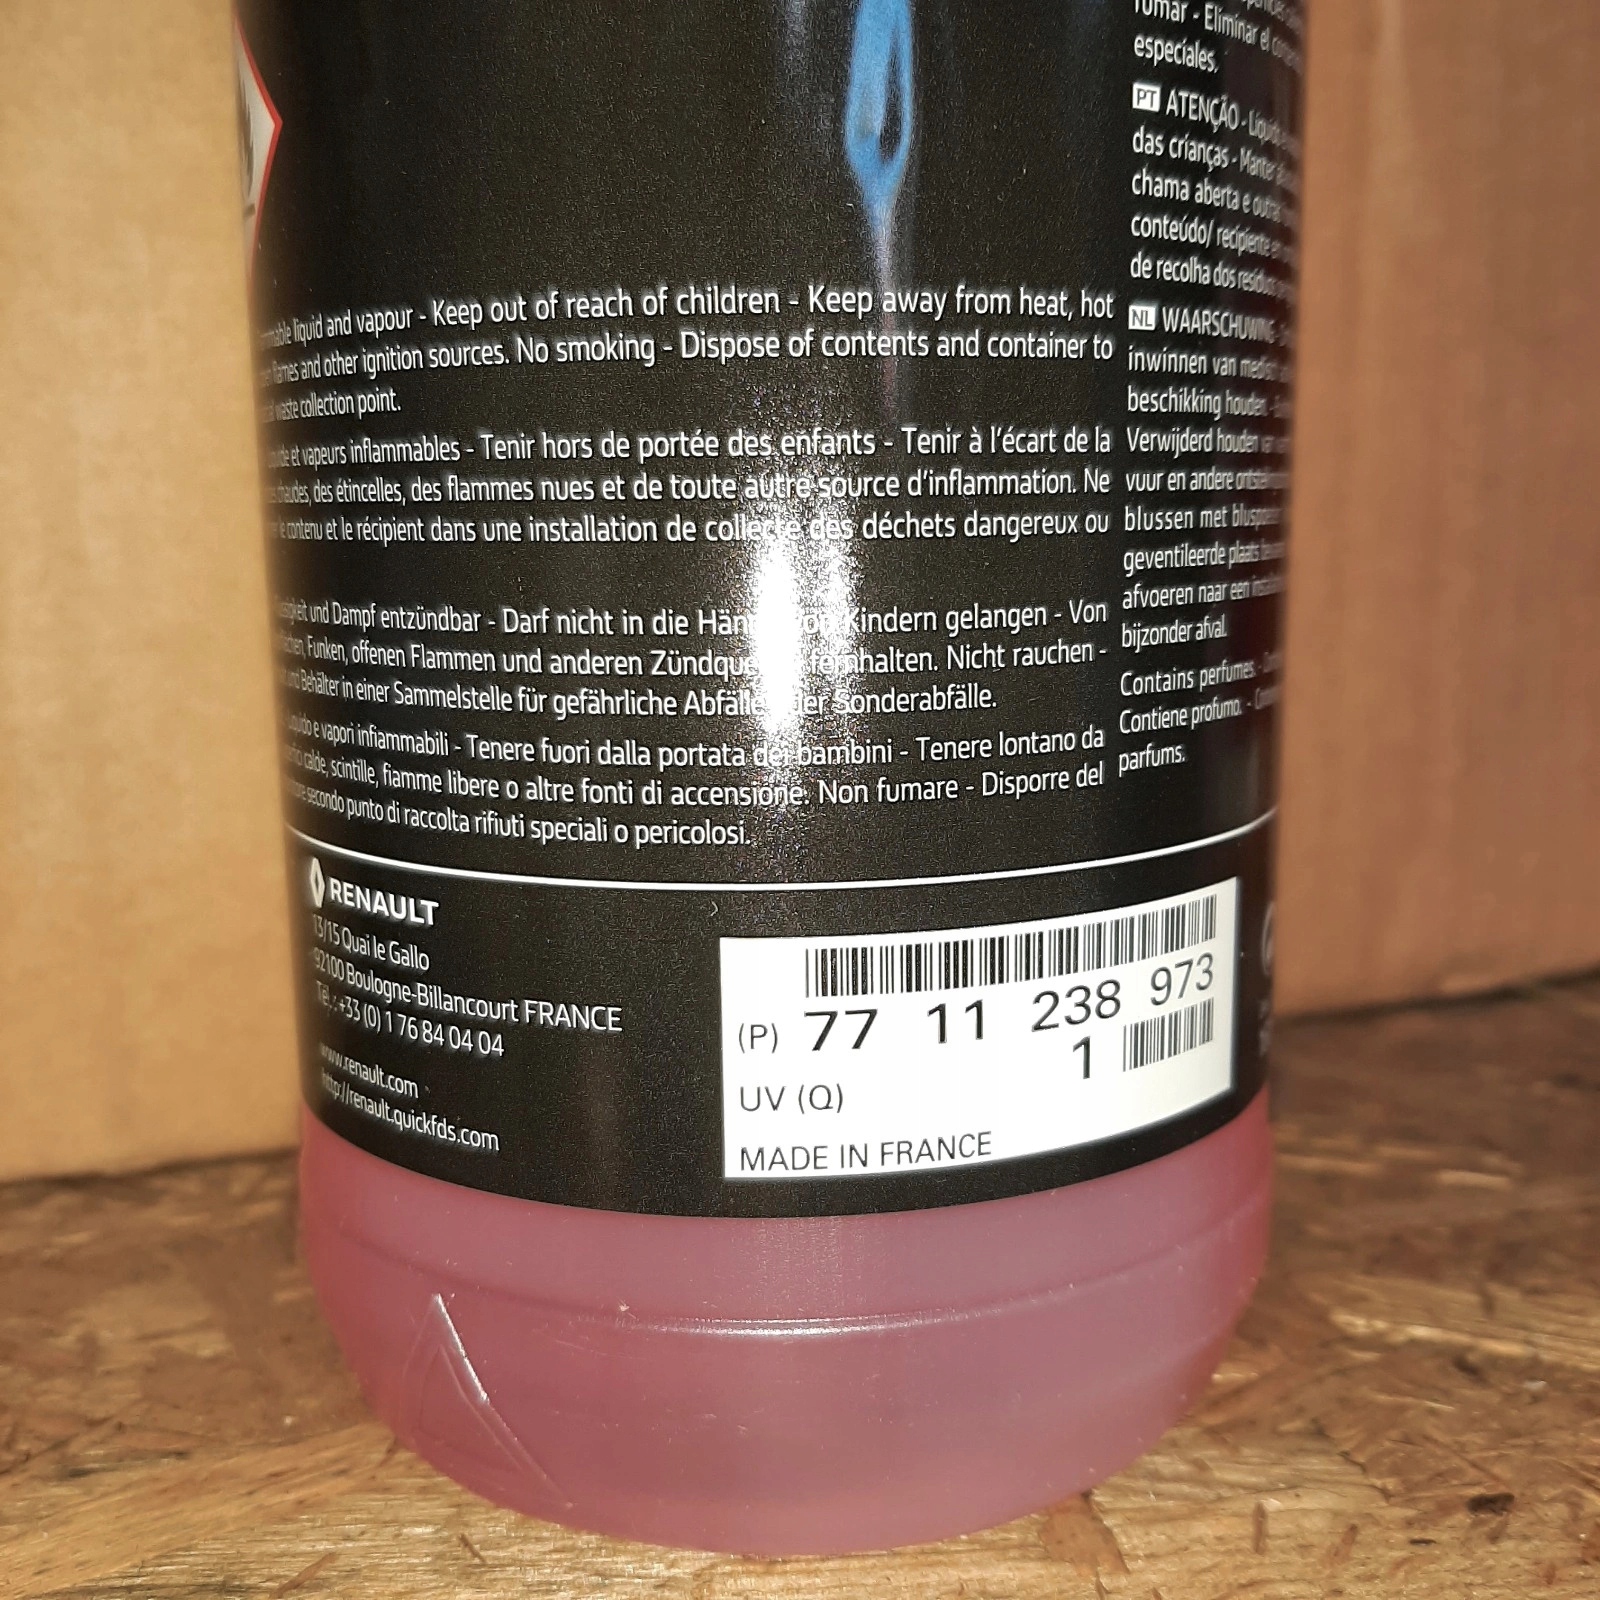 liquid and vapour - Keep out of reach of children - Keep away from heat, hot
flames and other ignition sources. No smoking - Dispose of contents and container to
waste collection point.
et vapeurs inflammables - Tenir hors de portée des enfants - Tenir à l'écart de la
chaudes, des étincelles, des flammes nues et de toute autre source d'inflammation. Ne
le contenu et le récipient dans une installation de collecte des déchets dangereux ou
und Dampf entzündbar - Darf nicht in die Kindern gelangen - Von
Funken, offenen Flammen und anderen fernhalten. Nicht rauchen -
und Behälter in einer Sammelstelle für gefährliche Sonderabfälle.
e vapori infiammabili - Tenere fuori dalla portata dei bambini - Tenere lontano da
calde, scintille, fiamme libere o altre fonti di accensione. Non fumare - Disporre del
secondo punto di raccolta rifiuti speciali o pericolosi.
fumar - Eliminar el
especiales.
PT ATENÇÃO - Líquido
das crianças - Manter
chama aberta e
conteúdo/ recipiente
de recolha dos
NL WAARSCHUWING
inwinnen van
beschikking houden.
Verwijderd houden
vuur en andere
blussen met
geventileerde plaats
afvoeren naar een
bijzonder afval.
Contains perfumes.
Contiene profumo.
parfums.
RENAULT
13/15 Quai le Gallo
92100 Boulogne-Billancourt FRANCE
Tél.: +33 (0) 1 76 84 04 04
www.renault.com
http://renault.quickfds.com
(P) 77 11 238 973
1
UV (Q)
MADE IN FRANCE